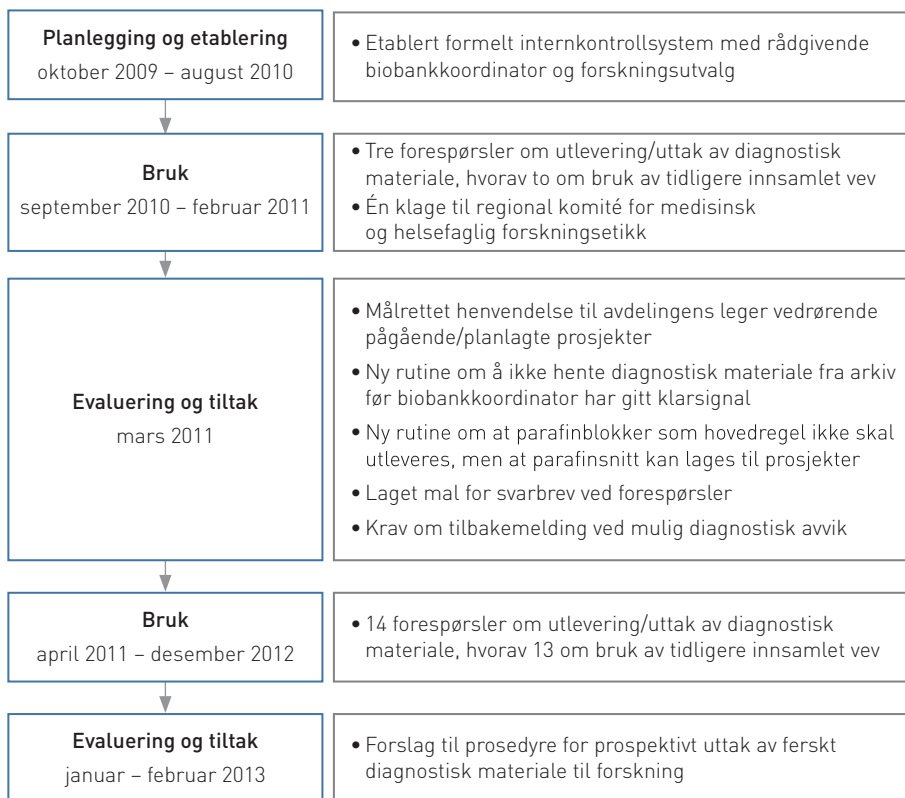 Planlegging og etablering
oktober 2009 – august 2010
• Etablert formelt internkontrollsystem med rådgivende
biobankkoordinator og forskningsutvalg
Bruk
september 2010 – februar 2011
• Tre forespørsler om utlevering/uttak av diagnostisk
materiale, hvorav to om bruk av tidligere innsamlet vev
• Én klage til regional komité for medisinsk
og helsefaglig forskningsetikk
Evaluering og tiltak
mars 2011
• Målrettet henvendelse til avdelingens leger vedrørende
pågående/planlagte prosjekter
• Ny rutine om å ikke hente diagnostisk materiale fra arkiv
før biobankkoordinator har gitt klarsignal
• Ny rutine om at parafinblokker som hovedregel ikke skal
utleveres, men at parafinsnitt kan lages til prosjekter
• Laget mal for svarbrev ved forespørsler
• Krav om tilbakemelding ved mulig diagnostisk avvik
Bruk
april 2011 – desember 2012
• 14 forespørsler om utlevering/uttak av diagnostisk
materiale, hvorav 13 om bruk av tidligere innsamlet vev
Evaluering og tiltak
januar – februar 2013
• Forslag til prosedyre for prospektivt uttak av ferskt
diagnostisk materiale til forskning